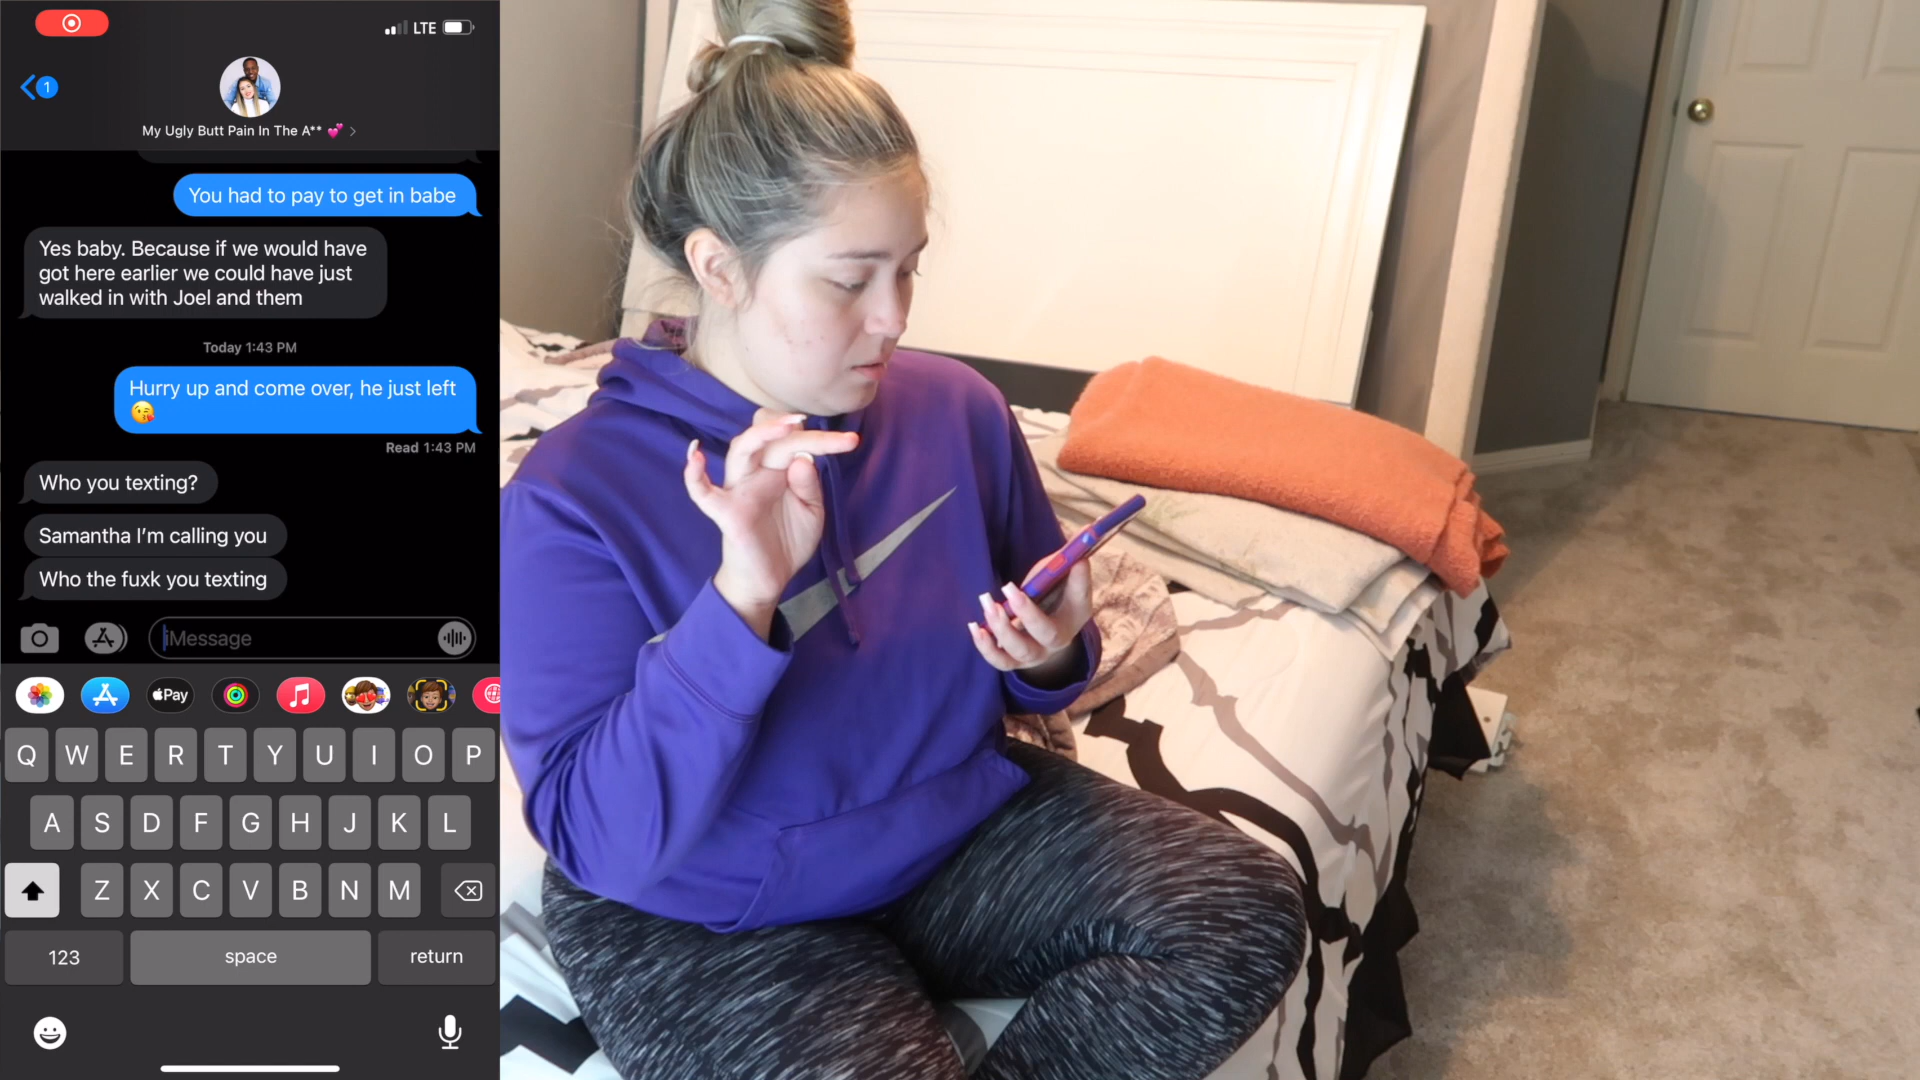 LTE
1
My Ugly Butt Pain In The A** 💕 >
You had to pay to get in babe
Yes baby. Because if we would have
got here earlier we could have just
walked in with Joel and them
Today 1:43 PM
Hurry up and come over, he just left
😘
Read 1:43 PM
Who you texting?
Samantha I'm calling you
Who the fuxk you texting
iMessage
Pay
Q W E R T Y U I O P
A S D F G H J K L
Z X C V B N M
123 space return